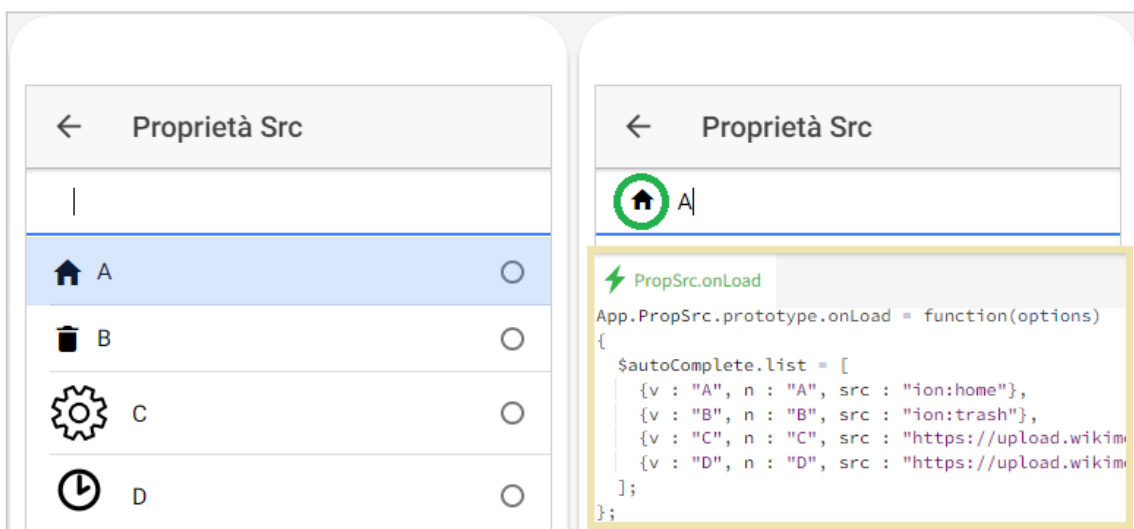 Proprietà Src
A
B
C
D
Proprietà Src
A
PropSrc.onLoad
App.PropSrc.prototype.onLoad = function(options)
{
$autoComplete.list = [
{v : "A", n : "A", src : "ion:home"},
{v : "B", n : "B", src : "ion:trash"},
{v : "C", n : "C", src : "https://upload.wikim
{v : "D", n : "D", src : "https://upload.wikim
];
};